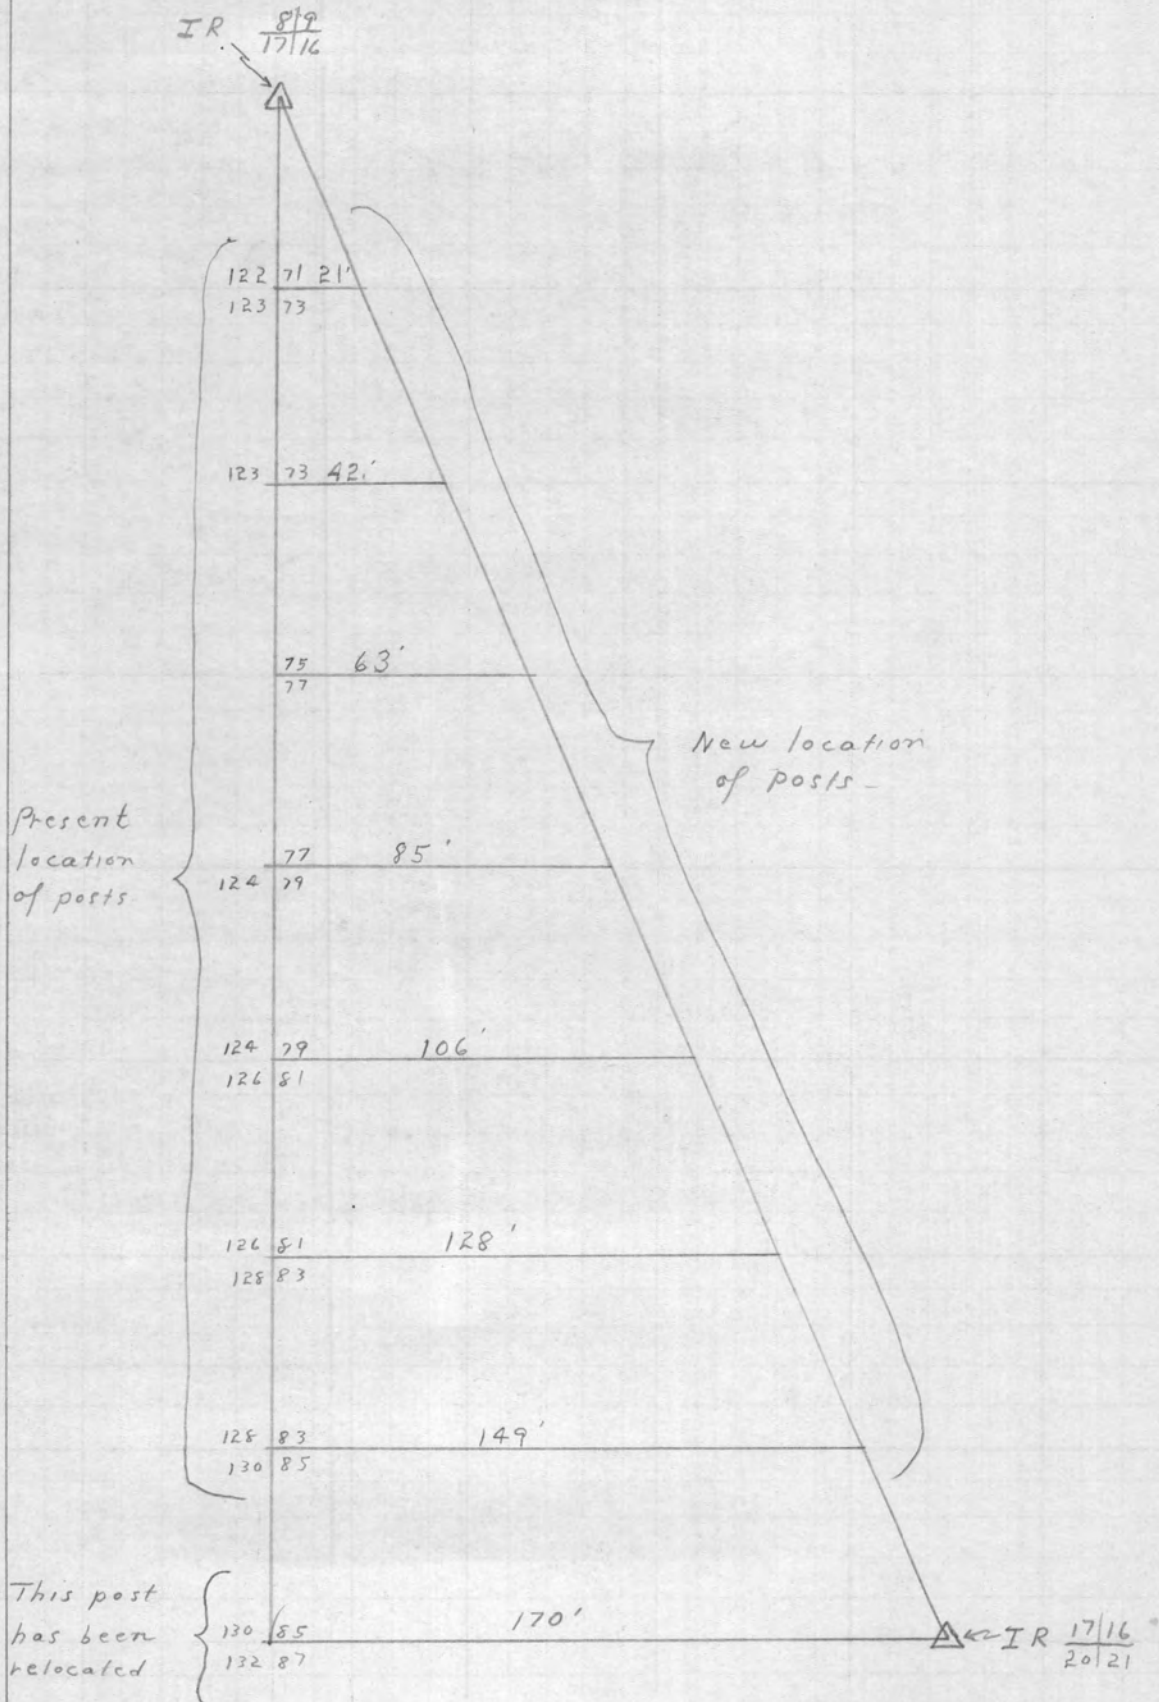 IR 8|9
17|16
122 71 21'
123 73
123 73 42.'
75 63'
77
New location
of posts -
Present
location
of posts
77 85'
124 79
124 79 106'
126 81
126 81 128'
128 83
128 83 149'
130 85
This post
has been
relocated
130 85 170'
132 87
IR 17|16
20|21